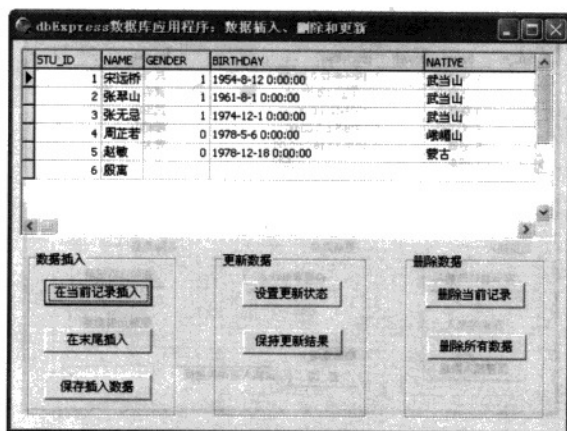 dbExpress数据库应用程序：数据插入、删除和更新
STU_ID NAME GENDER BIRTHDAY NATIVE
1 宋远桥 1 1954-8-12 0:00:00 武当山
2 张翠山 1 1961-8-1 0:00:00 武当山
3 张无忌 1 1974-12-1 0:00:00 武当山
4 周芷若 0 1978-5-6 0:00:00 峨嵋山
5 赵敏 0 1978-12-18 0:00:00 蒙古
6 殷离
数据插入 更新数据 删除数据
在当前记录插入 设置更新状态 删除当前记录
在末尾插入 保持更新结果 删除所有数据
保存插入数据